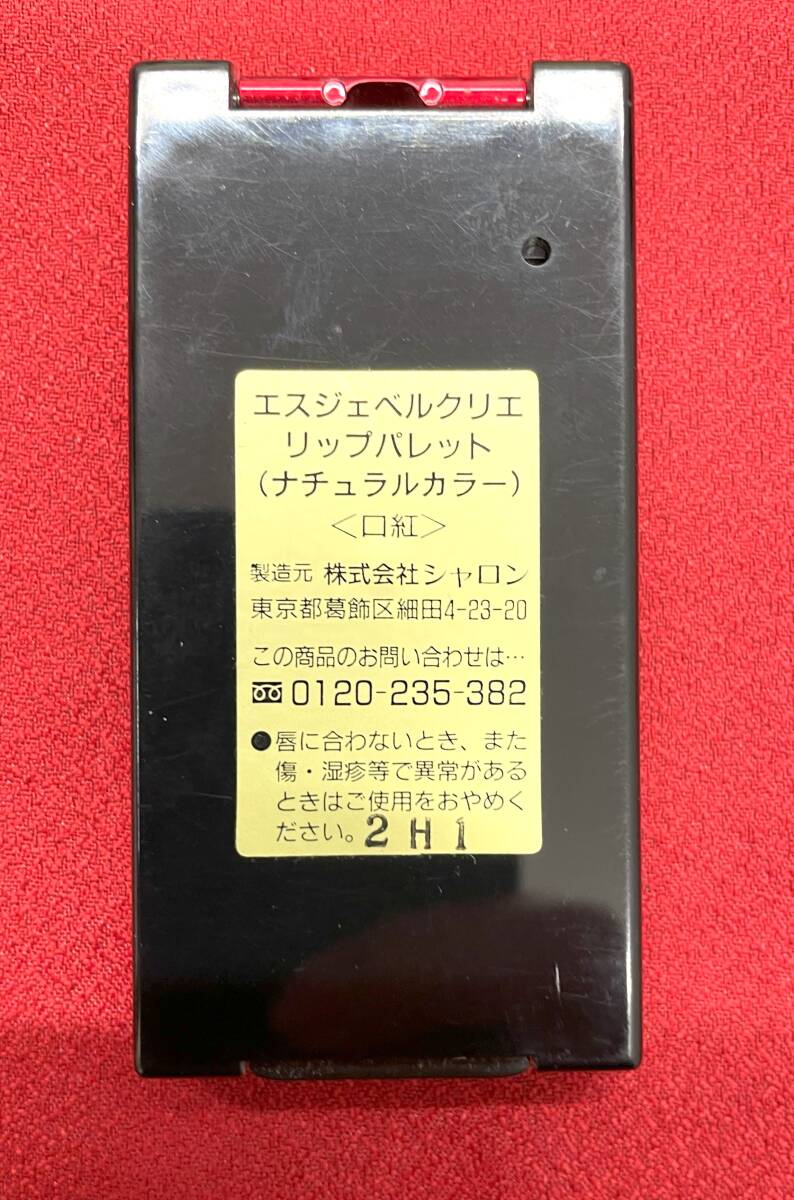 エスジェベルクリエ
リップパレット
（ナチュラルカラー）
＜口紅＞
製造元 株式会社シャロン
東京都葛飾区細田4-23-20
この商品のお問い合わせは…
0120-235-382
●唇に合わないとき、また
傷・湿疹等で異常がある
ときはご使用をおやめく
ださい。2H1